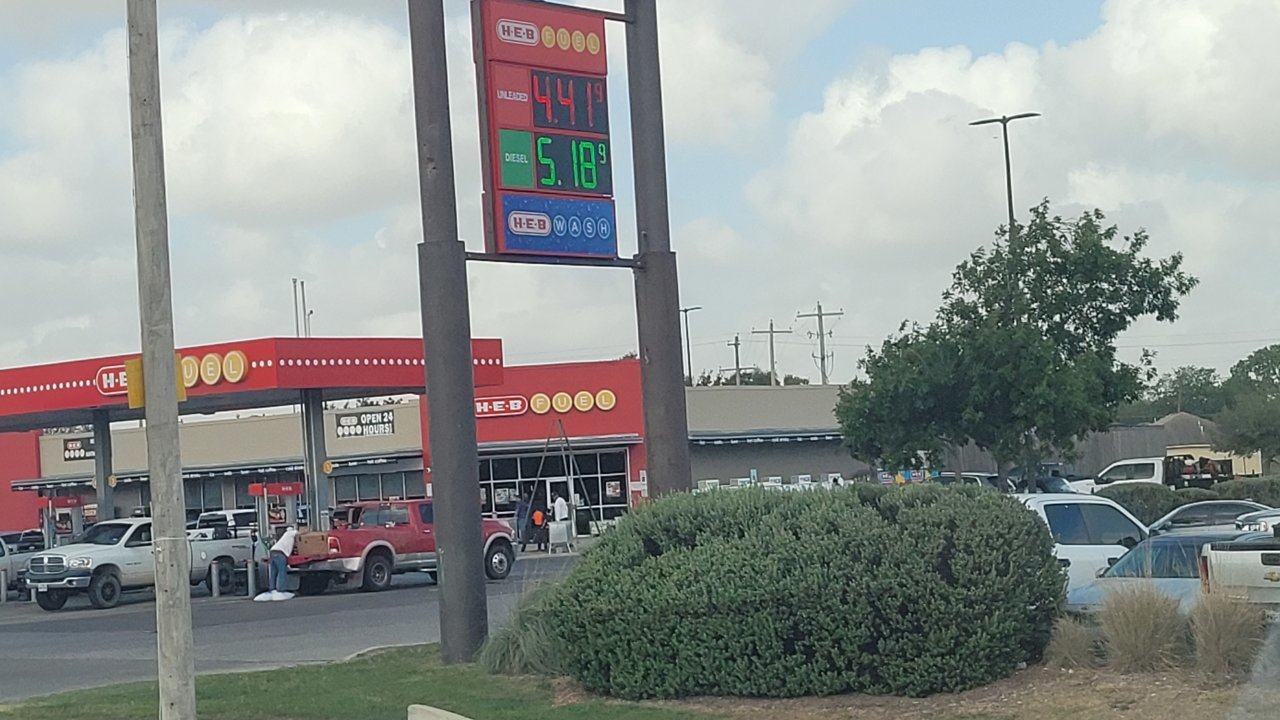 H-E-B FUEL
UNLEADED 4.41 9
DIESEL 5.18 9
H-E-B WASH
H-E-B FUEL
OPEN 24
HOURS!
H-E-B FUEL